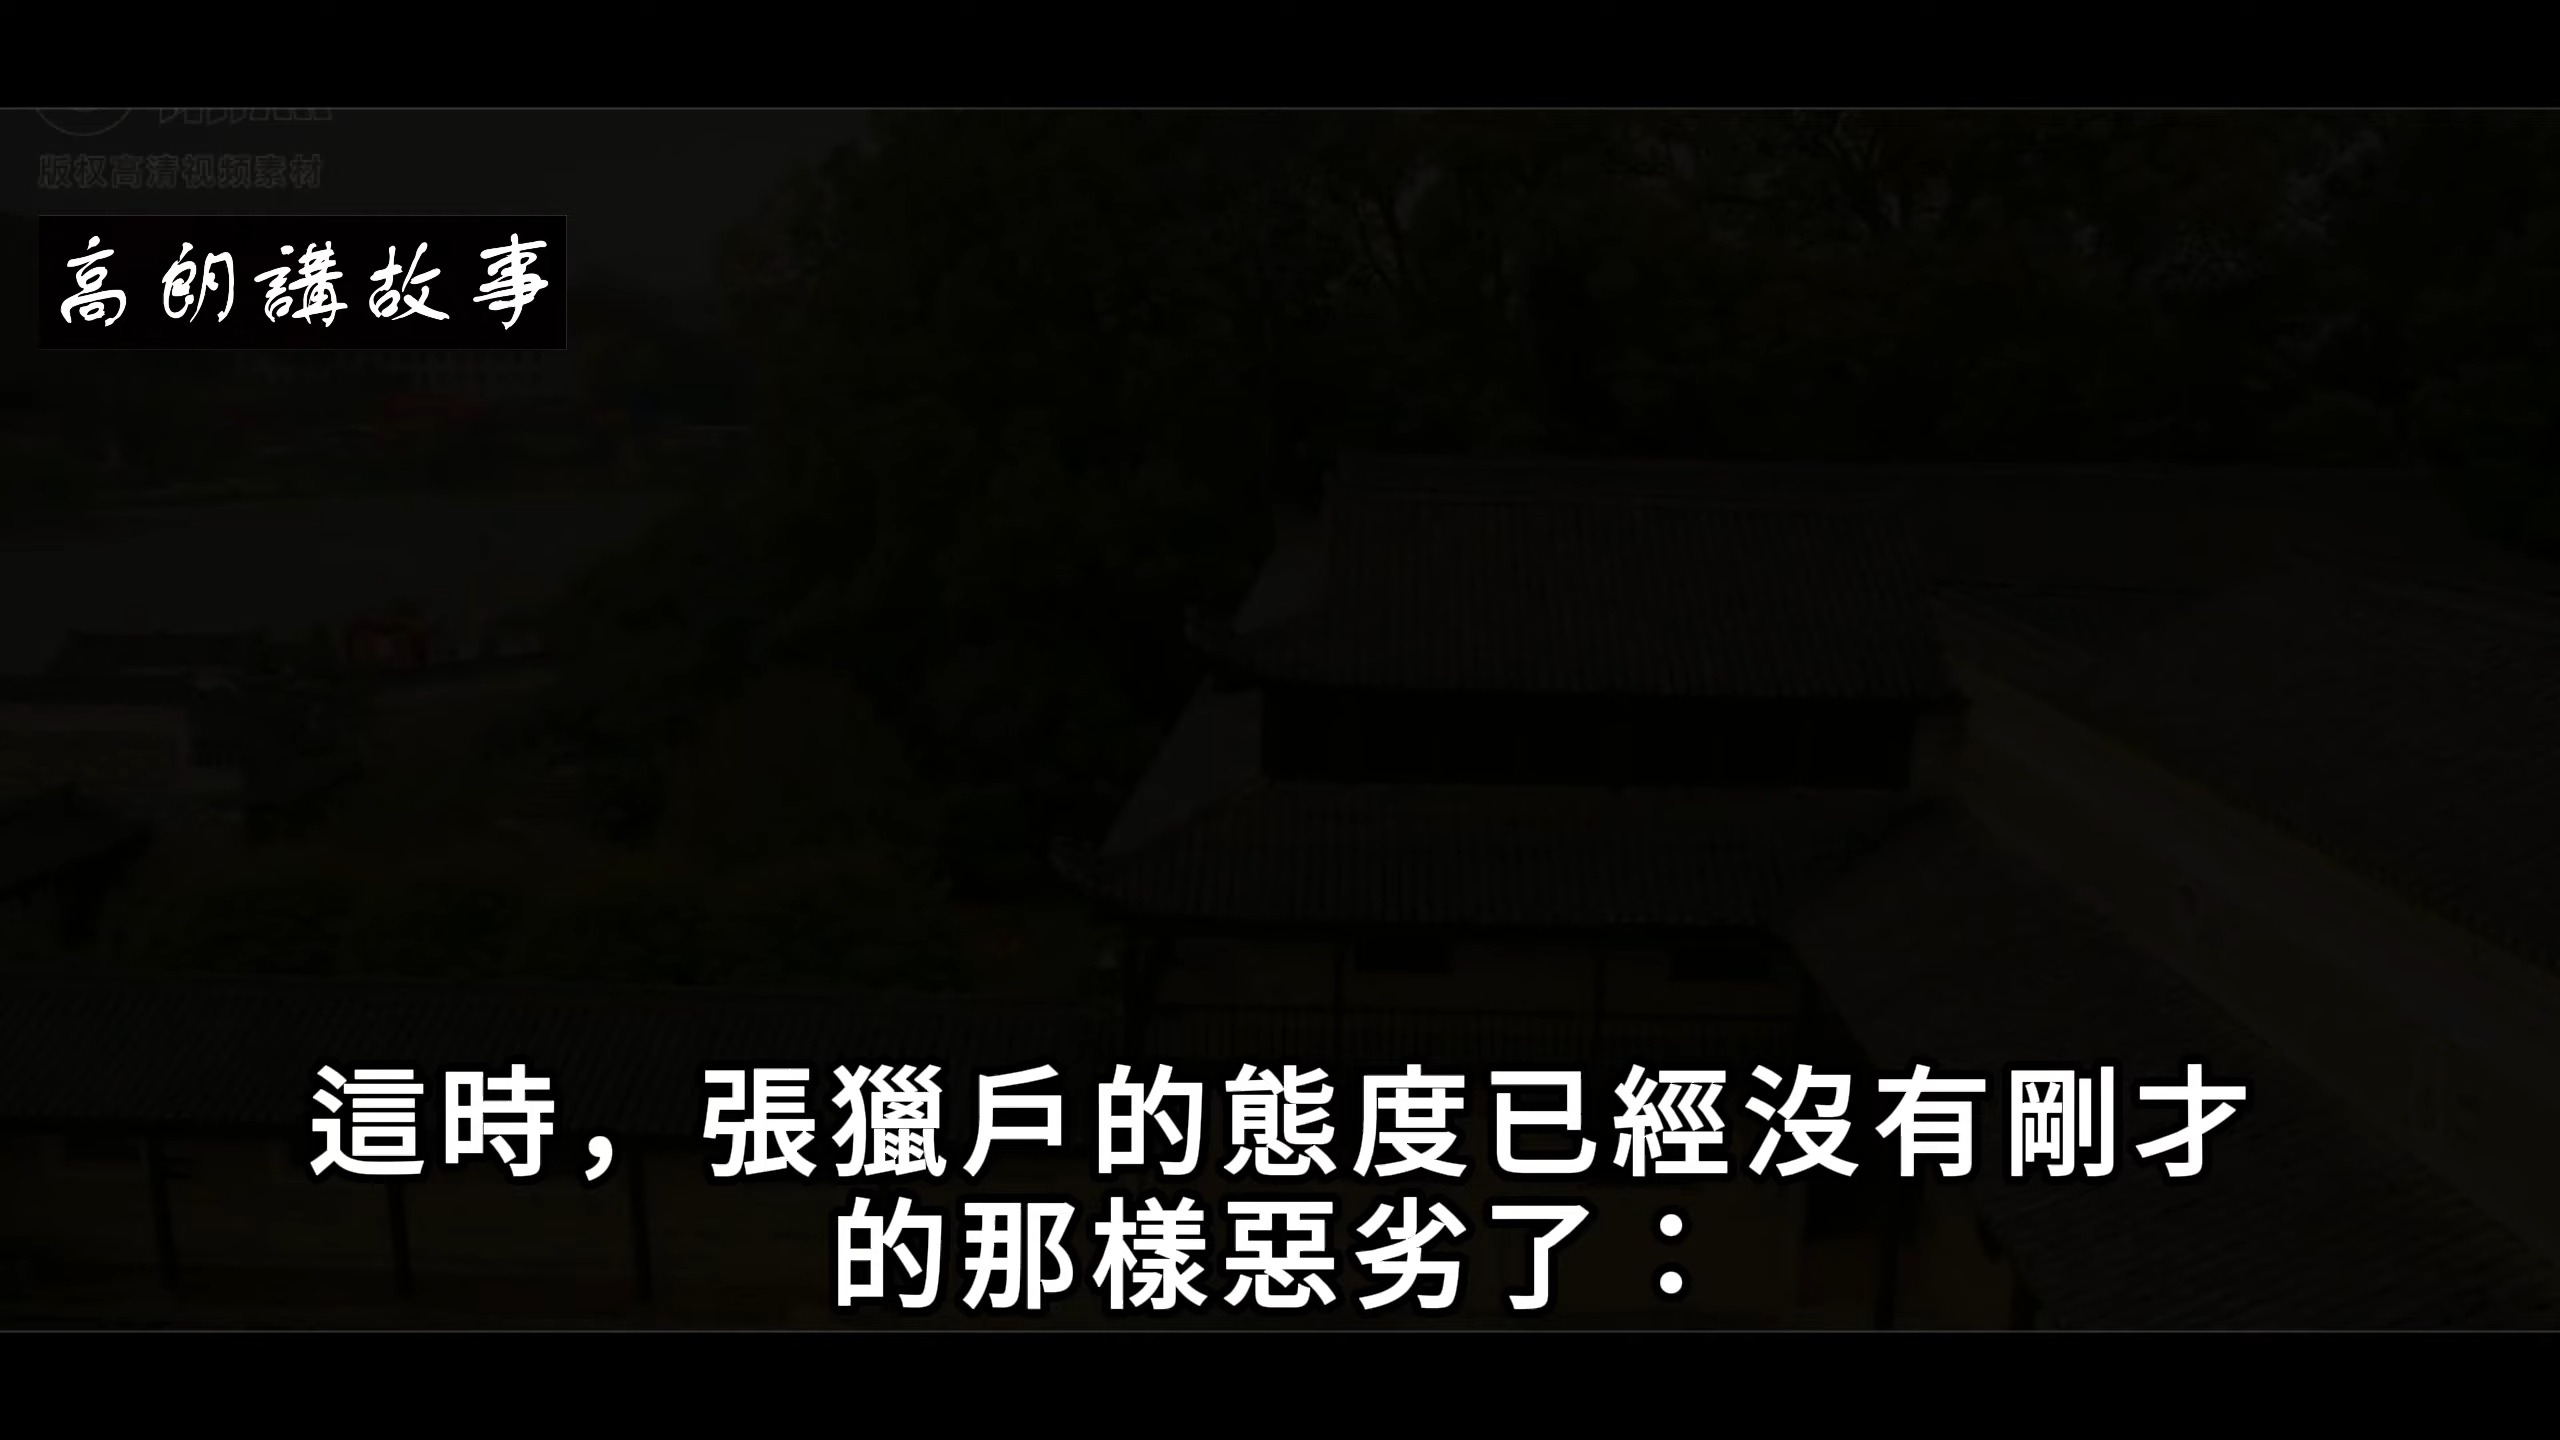 版权高清视频素材
高朗講故事
這時，張獵戶的態度已經沒有剛才
的那樣惡劣了：